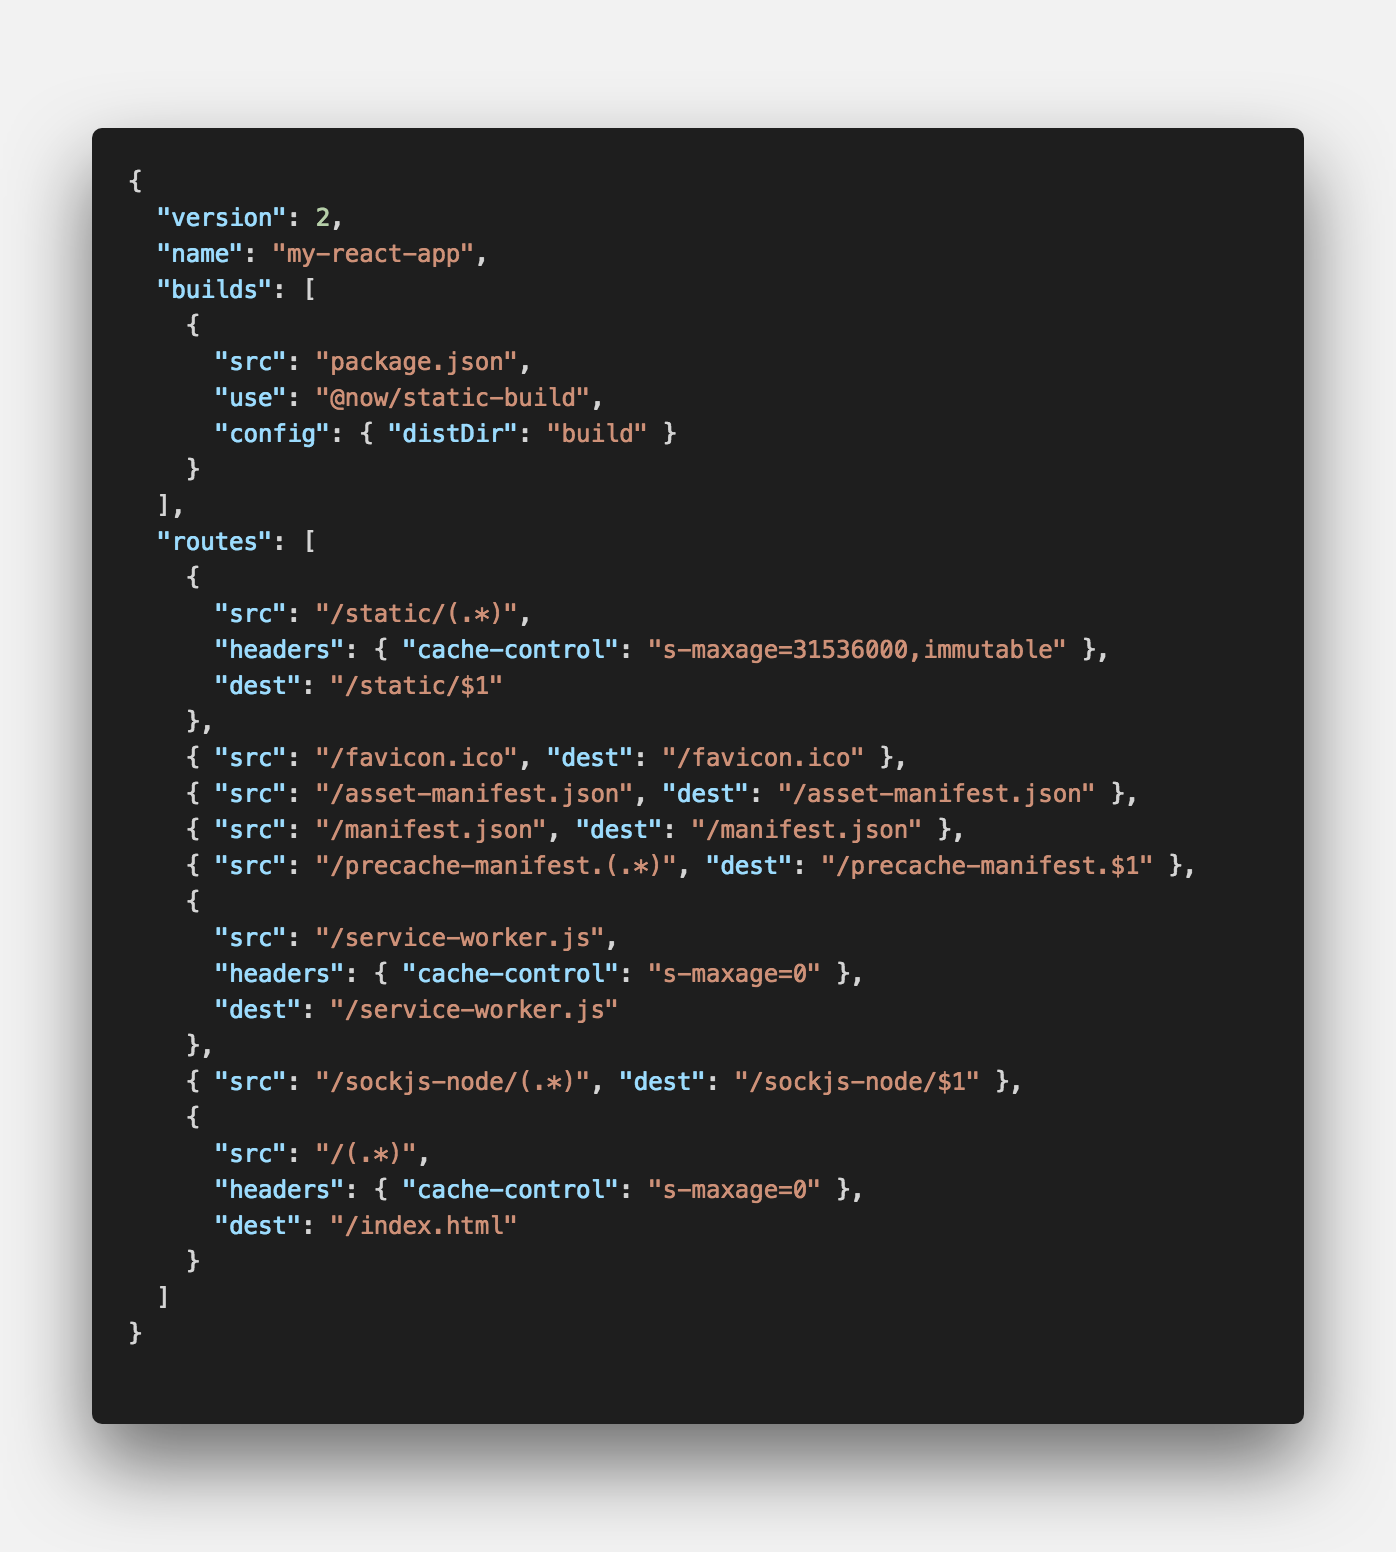 {
  "version": 2,
  "name": "my-react-app",
  "builds": [
    {
      "src": "package.json",
      "use": "@now/static-build",
      "config": { "distDir": "build" }
    }
  ],
  "routes": [
    {
      "src": "/static/(.*)",
      "headers": { "cache-control": "s-maxage=31536000,immutable" },
      "dest": "/static/$1"
    },
    { "src": "/favicon.ico", "dest": "/favicon.ico" },
    { "src": "/asset-manifest.json", "dest": "/asset-manifest.json" },
    { "src": "/manifest.json", "dest": "/manifest.json" },
    { "src": "/precache-manifest.(.*)", "dest": "/precache-manifest.$1" },
    {
      "src": "/service-worker.js",
      "headers": { "cache-control": "s-maxage=0" },
      "dest": "/service-worker.js"
    },
    { "src": "/sockjs-node/(.*)", "dest": "/sockjs-node/$1" },
    {
      "src": "/(.*)",
      "headers": { "cache-control": "s-maxage=0" },
      "dest": "/index.html"
    }
  ]
}